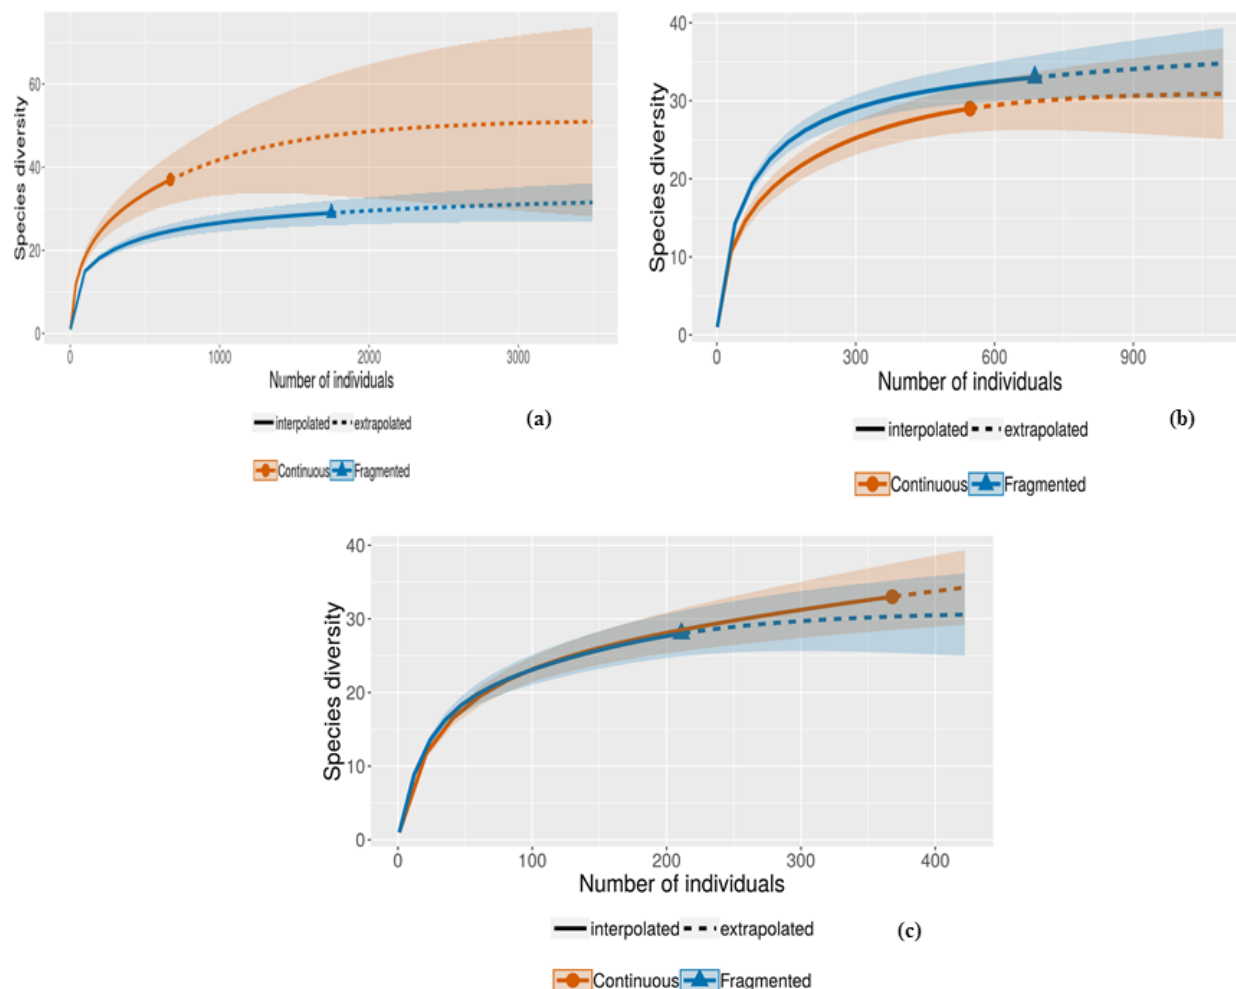 Species diversity
60
40
20
0
0 1000 2000 3000
Number of individuals
interpolated extrapolated
(a)
Continuous Fragmented
Species diversity
40
30
20
10
0
0 300 600 900
Number of individuals
interpolated extrapolated
(b)
Continuous Fragmented
Species diversity
40
30
20
10
0
0 100 200 300 400
Number of individuals
interpolated extrapolated
(c)
Continuous Fragmented